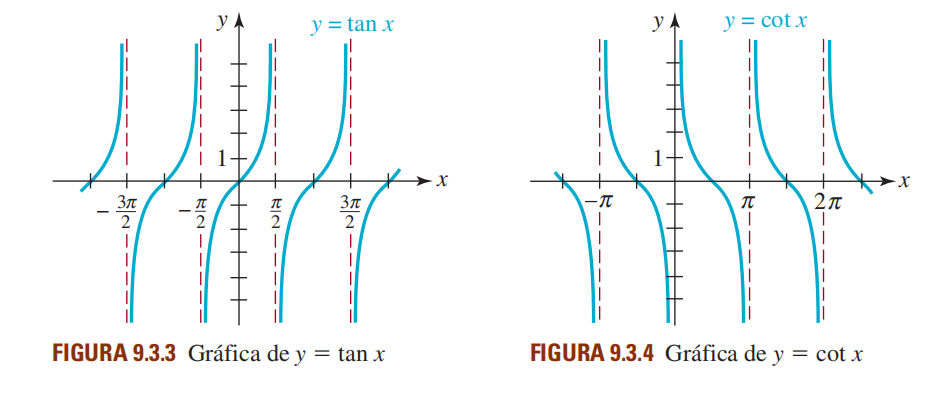 y
y = tan x
1
x
− 3π/2
− π/2
π/2
3π/2
FIGURA 9.3.3 Gráfica de y = tan x
y
y = cot x
1
x
−π
π
2π
FIGURA 9.3.4 Gráfica de y = cot x